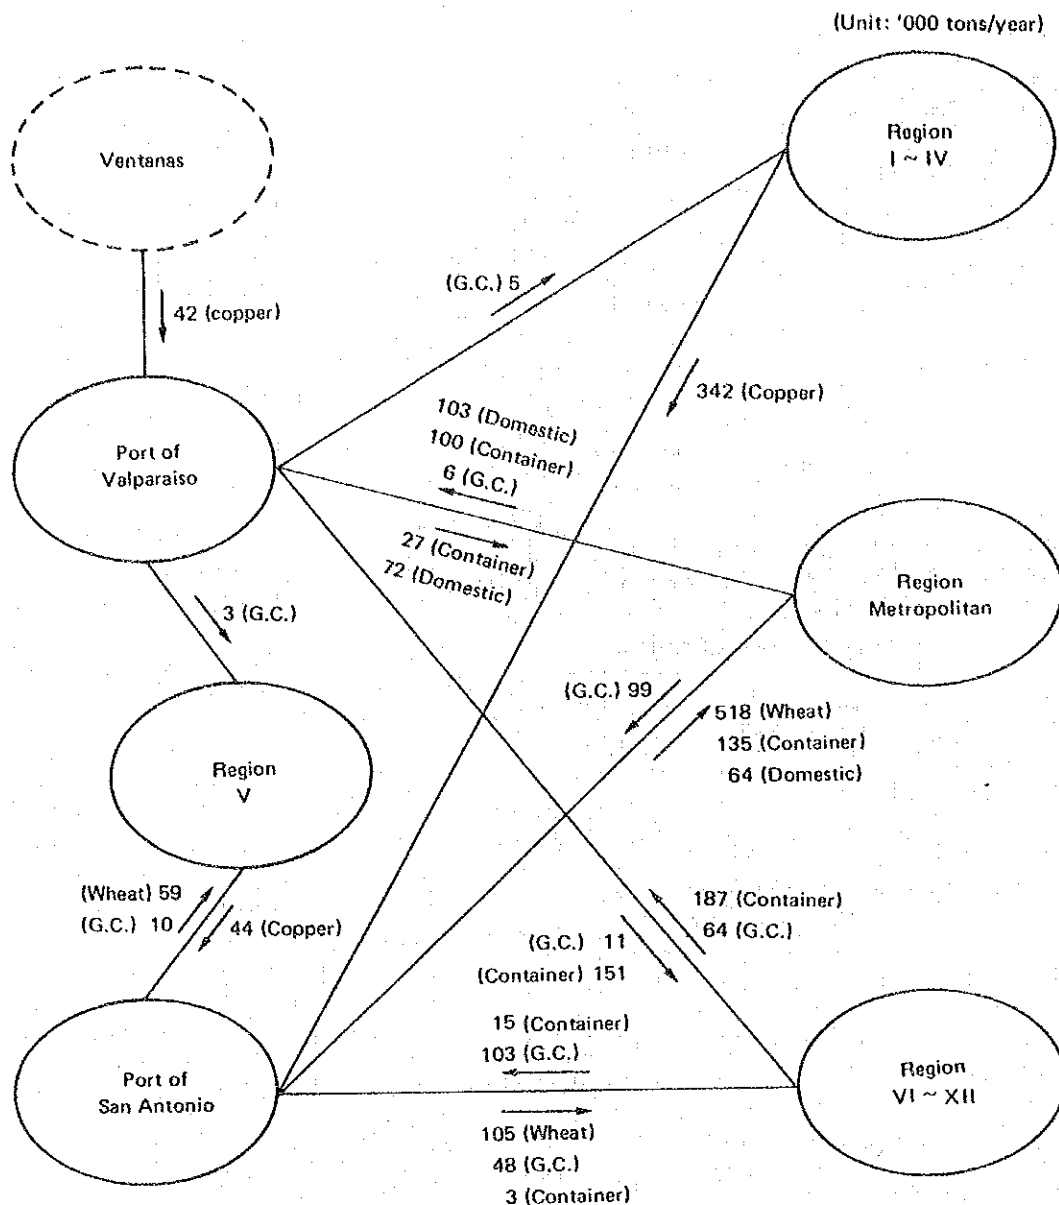 (Unit: '000 tons/year)
Ventanas
Region
I ~ IV
(G.C.) 5
42 (copper)
342 (Copper)
103 (Domestic)
100 (Container)
6 (G.C.)
Port of
Valparaiso
27 (Container)
72 (Domestic)
Region
Metropolitan
3 (G.C.)
(G.C.) 99
518 (Wheat)
135 (Container)
64 (Domestic)
Region
V
(Wheat) 59
(G.C.) 10
44 (Copper)
187 (Container)
64 (G.C.)
(G.C.) 11
(Container) 151
15 (Container)
103 (G.C.)
Port of
San Antonio
Region
VI ~ XII
105 (Wheat)
48 (G.C.)
3 (Container)